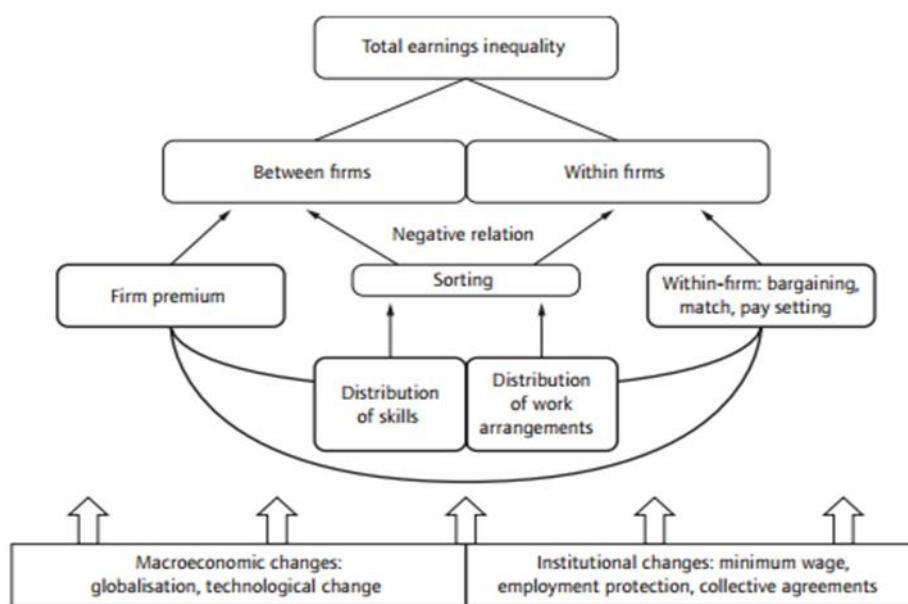 Total earnings inequality
Between firms
Within firms
Negative relation
Firm premium
Sorting
Within-firm: bargaining,
match, pay setting
Distribution
of skills
Distribution
of work
arrangements
Macroeconomic changes:
globalisation, technological change
Institutional changes: minimum wage,
employment protection, collective agreements